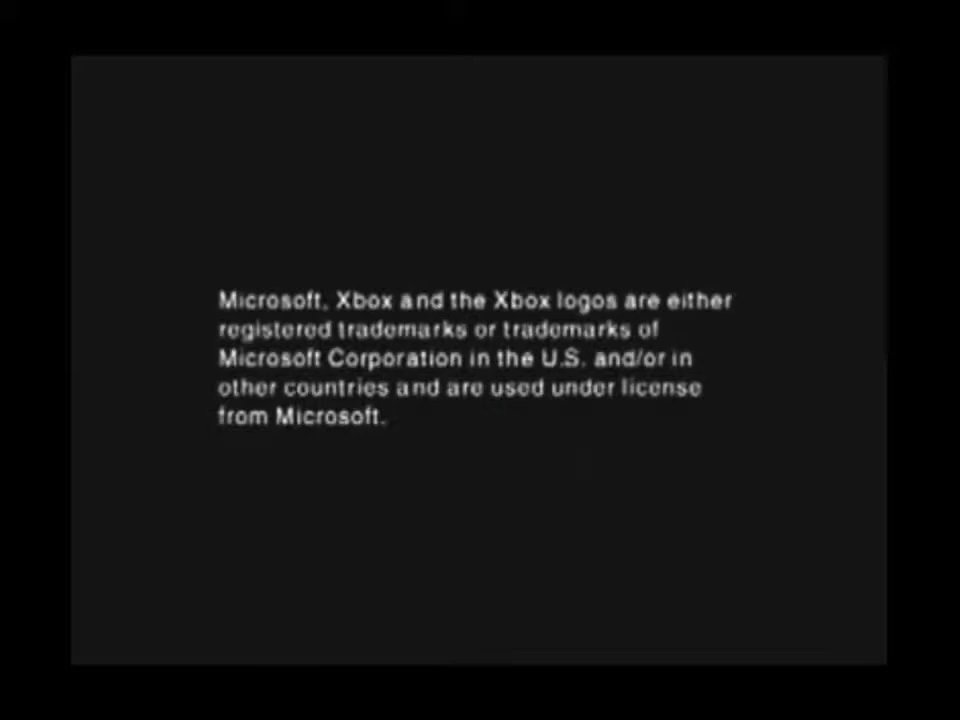 Microsoft, Xbox and the Xbox logos are either
registered trademarks or trademarks of
Microsoft Corporation in the U.S. and/or in
other countries and are used under license
from Microsoft.